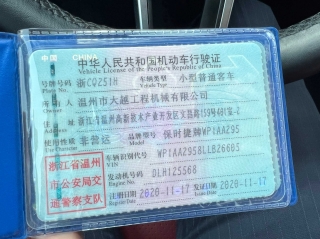 中国 CHINA 中华人民共和国机动车行驶证
Vehicle License of the People's Republic of China
号牌号码 浙CQ251H 车辆类型 小型普通客车
Plate No. Vehicle Type
所有人 温州市大越工程机械有限公司
Owner
住址
Address
使用性质 非营运 品牌型号 保时捷牌WP1AA295
Use Character Model
浙江省温州
市公安局交
通警察支队
车辆识别代号
VIN
发动机号码 DLH125568
Engine No.
注册日期 2020-11-17 发证日期 2020-11-17
Register Date Issue Date